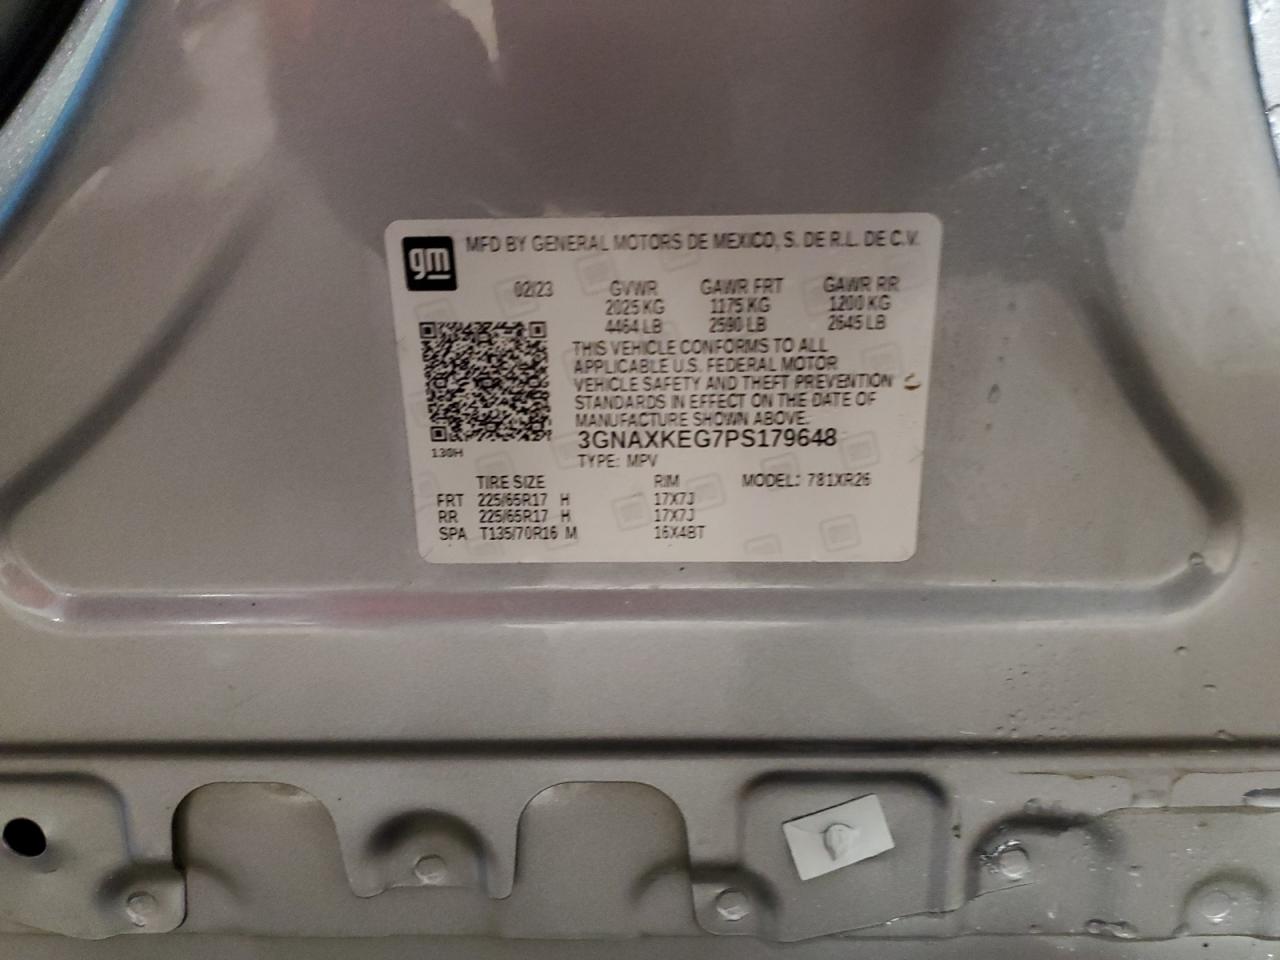 gm
MFD BY GENERAL MOTORS DE MEXICO, S. DE R.L. DE C.V.
02/23 GVWR GAWR FRT GAWR RR
2025 KG 1175 KG 1200 KG
4464 LB 2590 LB 2645 LB
THIS VEHICLE CONFORMS TO ALL
APPLICABLE U.S. FEDERAL MOTOR
VEHICLE SAFETY AND THEFT PREVENTION
STANDARDS IN EFFECT ON THE DATE OF
MANUFACTURE SHOWN ABOVE.
3GNAXKEG7PS179648
130H
TYPE: MPV
TIRE SIZE RIM MODEL: 781XR26
FRT 225/65R17 H 17X7J
RR 225/65R17 H 17X7J
SPA T135/70R16 M 16X4BT